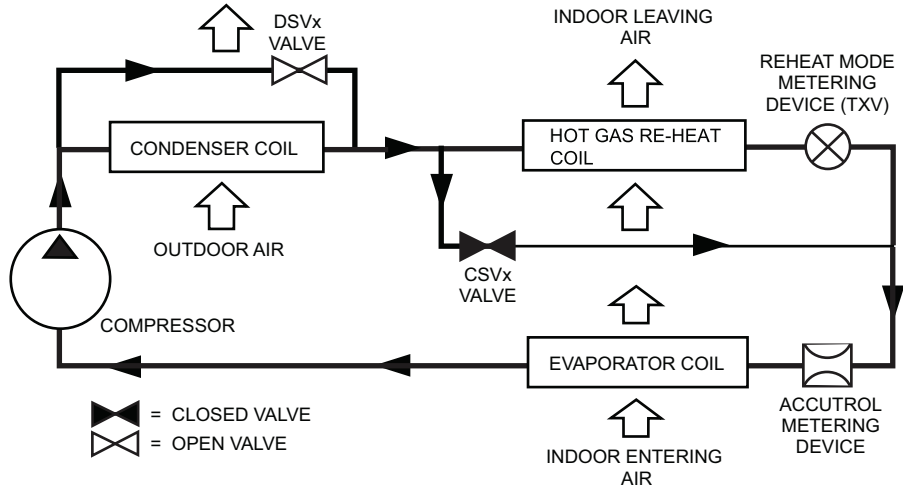 DSVx
VALVE
INDOOR LEAVING
AIR
REHEAT MODE
METERING
DEVICE (TXV)
CONDENSER COIL
HOT GAS RE-HEAT
COIL
OUTDOOR AIR
CSVx
VALVE
COMPRESSOR
EVAPORATOR COIL
ACCUTROL
METERING
DEVICE
= CLOSED VALVE
= OPEN VALVE
INDOOR ENTERING
AIR